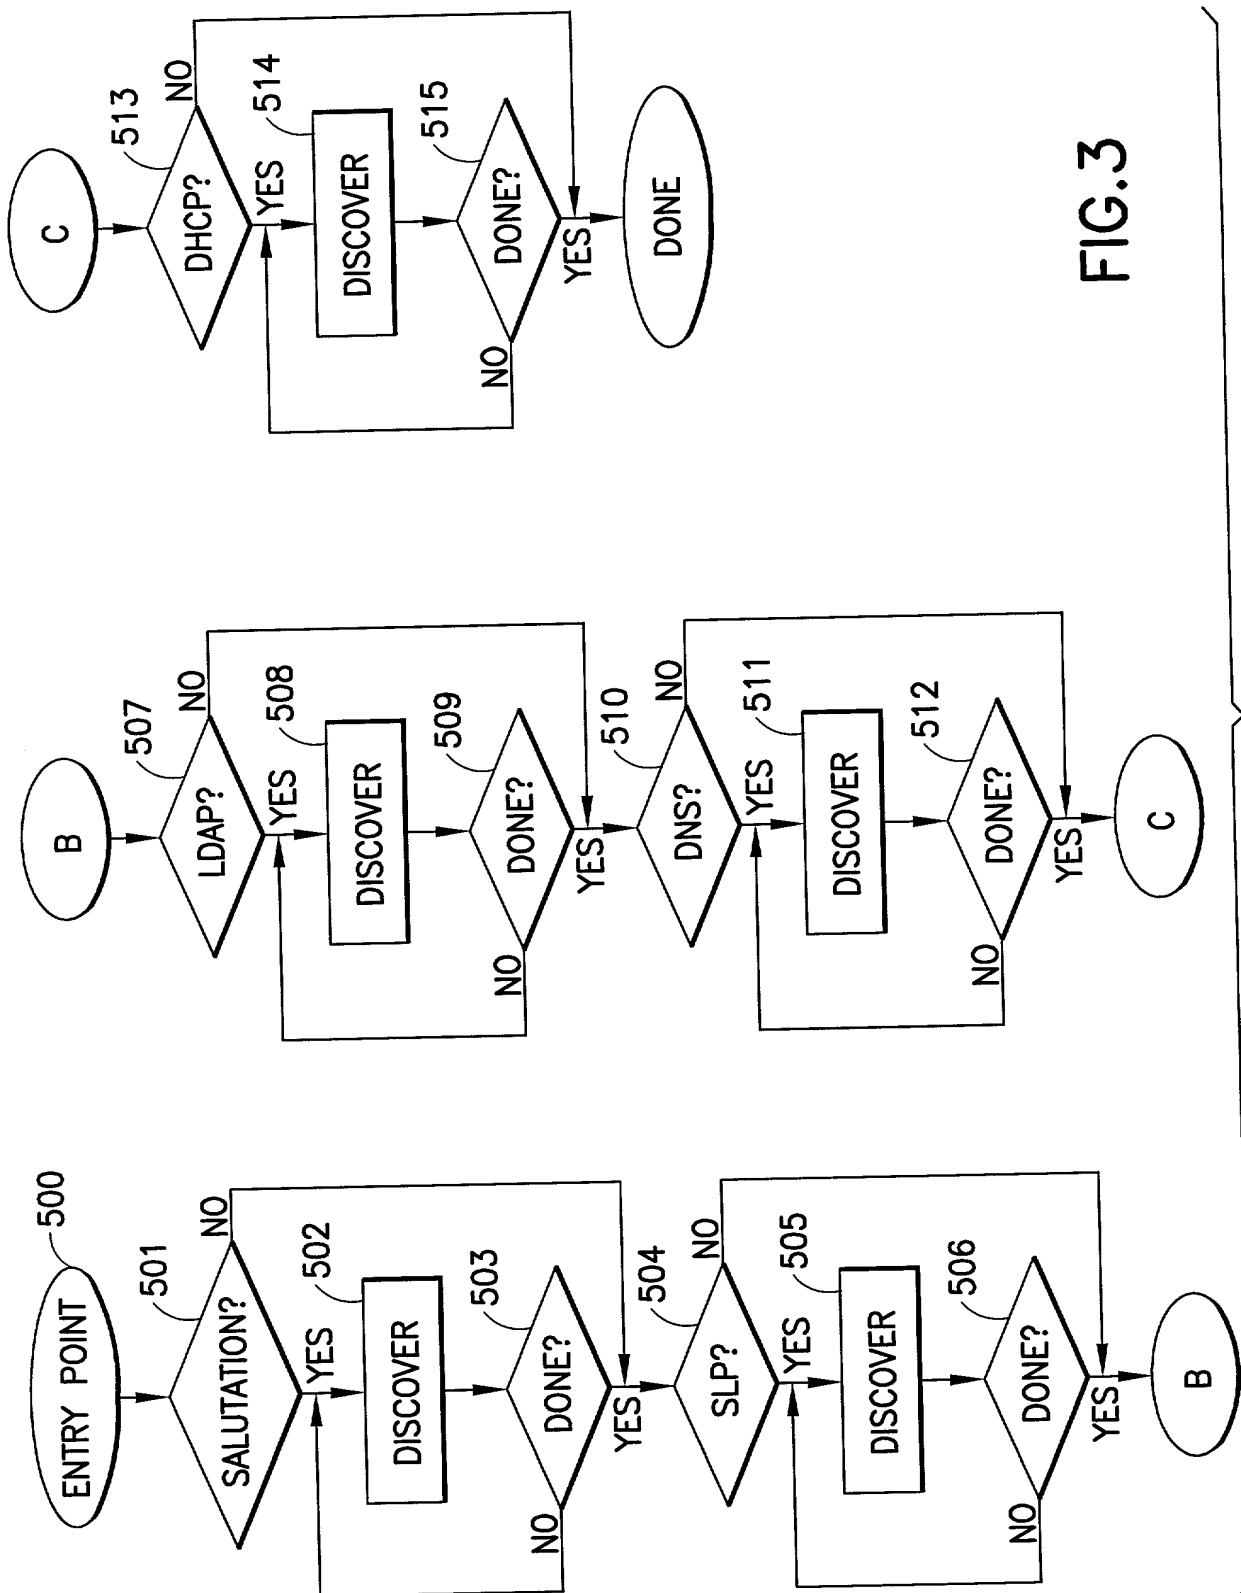 ENTRY POINT
500
SALUTATION?
501
NO
YES
DISCOVER
502
DONE?
503
NO
YES
SLP?
504
NO
YES
DISCOVER
505
DONE?
506
NO
YES
B
B
LDAP?
507
NO
YES
DISCOVER
508
DONE?
509
NO
YES
DNS?
510
NO
YES
DISCOVER
511
DONE?
512
NO
YES
C
C
DHCP?
513
NO
YES
DISCOVER
514
DONE?
515
NO
YES
DONE
FIG.3